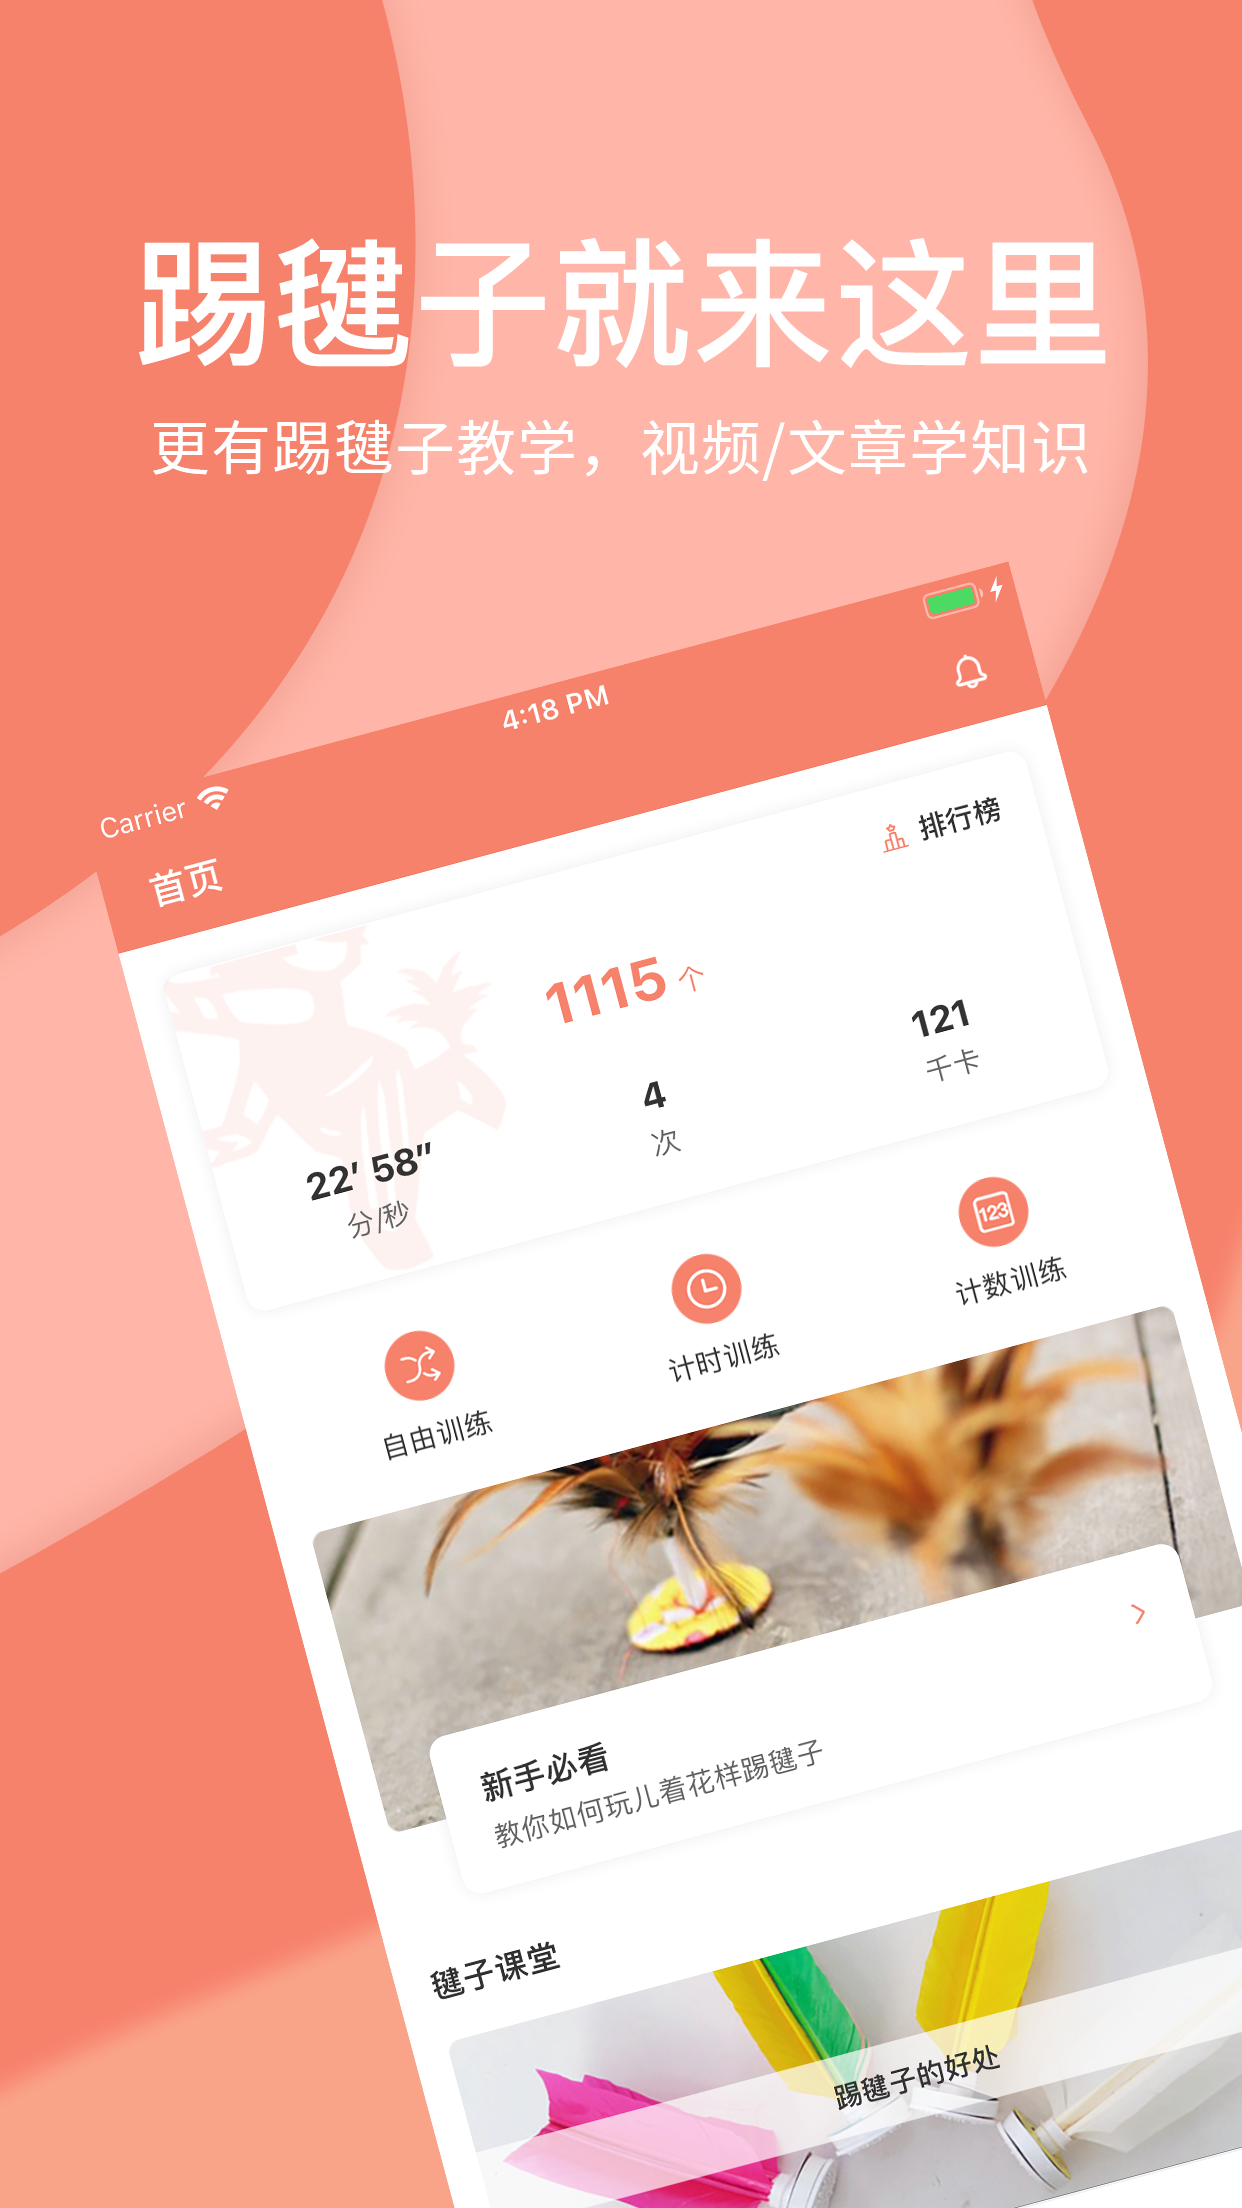 踢毽子就来这里
更有踢毽子教学，视频/文章学知识
Carrier
4:18 PM
首页
排行榜
1115 个
22′ 58″
分/秒
4
次
121
千卡
自由训练
计时训练
123
计数训练
新手必看
教你如何玩儿着花样踢毽子
毽子课堂
踢毽子的好处